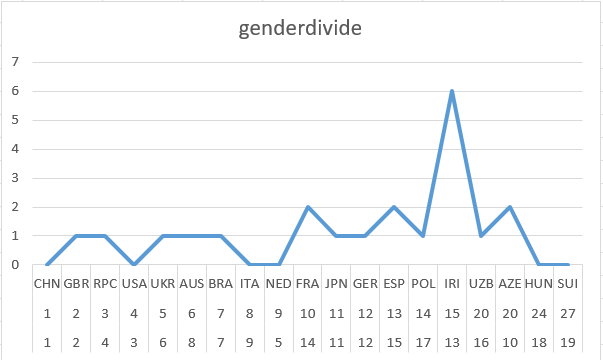 genderdivide
7
6
5
4
3
2
1
0
CHN GBR RPC USA UKR AUS BRA ITA NED FRA JPN GER ESP POL IRI UZB AZE HUN SUI
1 2 3 4 5 6 7 8 9 10 11 12 13 14 15 20 20 24 27
1 2 4 3 6 8 7 9 5 14 11 12 15 17 13 16 10 18 19